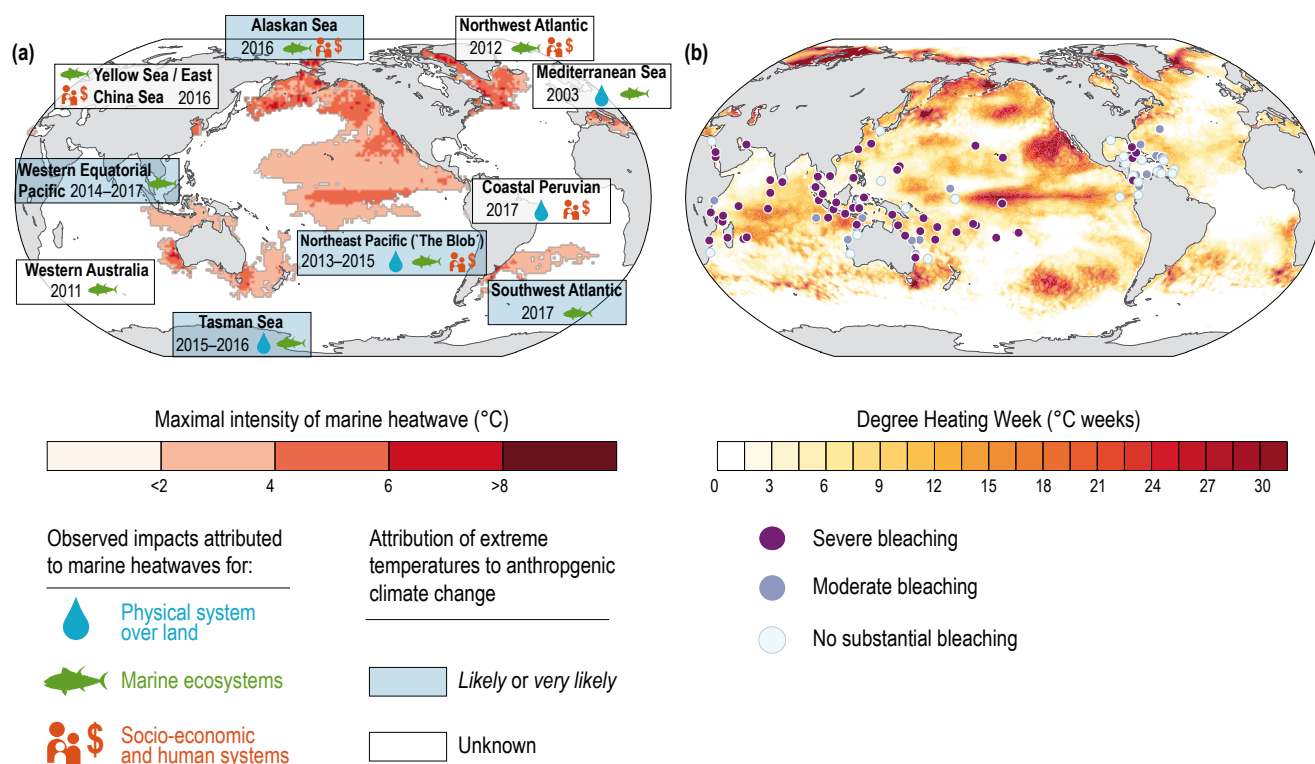 (a)
Alaskan Sea
2016
$
Northwest Atlantic
2012
$
Yellow Sea / East
$
China Sea 2016
Mediterranean Sea
2003
Western Equatorial
Pacific 2014–2017
Coastal Peruvian
2017
$
Northeast Pacific (`The Blob´)
2013–2015
$
Western Australia
2011
Southwest Atlantic
2017
Tasman Sea
2015–2016
Maximal intensity of marine heatwave (°C)
<2 4 6 >8
Observed impacts attributed
to marine heatwaves for:
Physical system
over land
Marine ecosystems
$
Socio-economic
and human systems
Attribution of extreme
temperatures to anthropgenic
climate change
Likely or very likely
Unknown
(b)
Degree Heating Week (°C weeks)
0 3 6 9 12 15 18 21 24 27 30
Severe bleaching
Moderate bleaching
No substantial bleaching